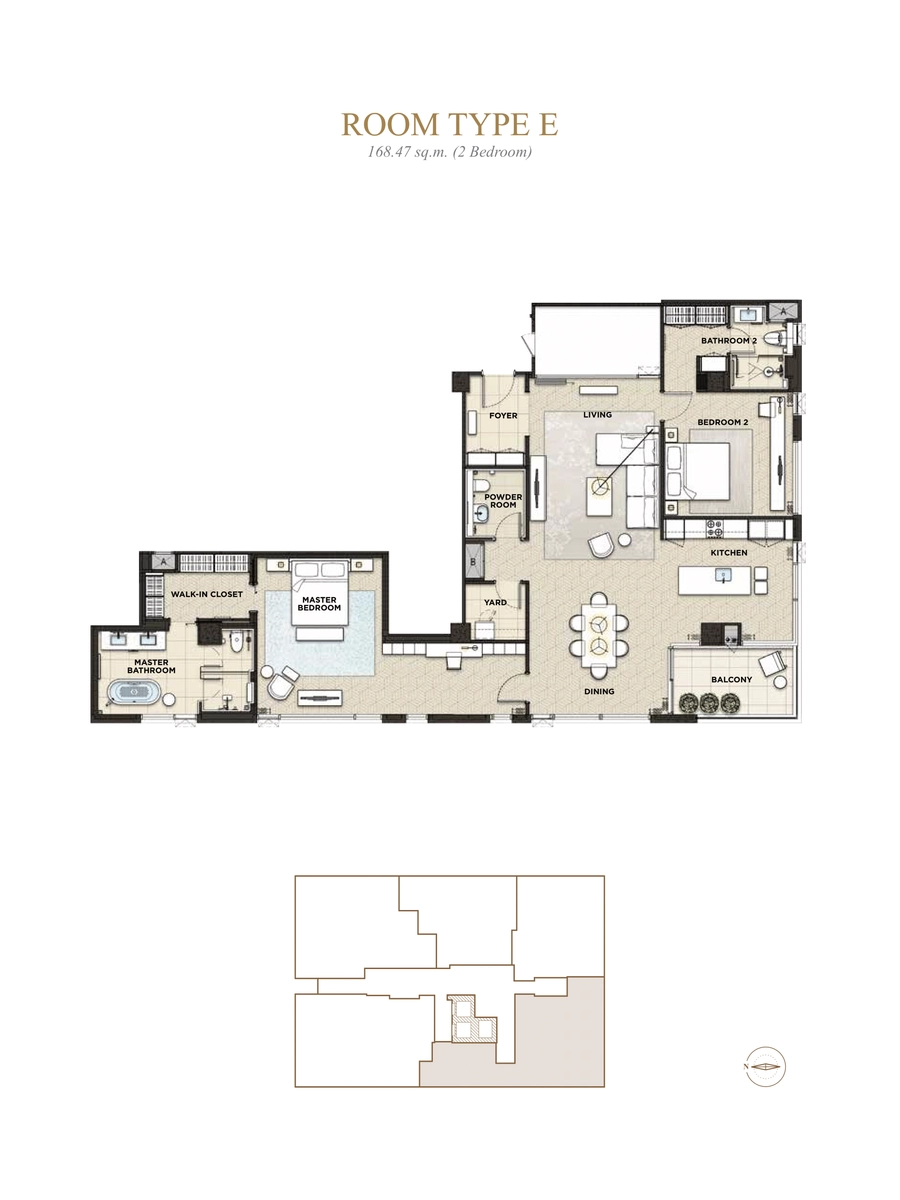 ROOM TYPE E
168.47 sq.m. (2 Bedroom)
A
BATHROOM 2
FOYER
LIVING
BEDROOM 2
POWDER
ROOM
KITCHEN
B
A
WALK-IN CLOSET
MASTER
BEDROOM
YARD
MASTER
BATHROOM
BALCONY
DINING
N